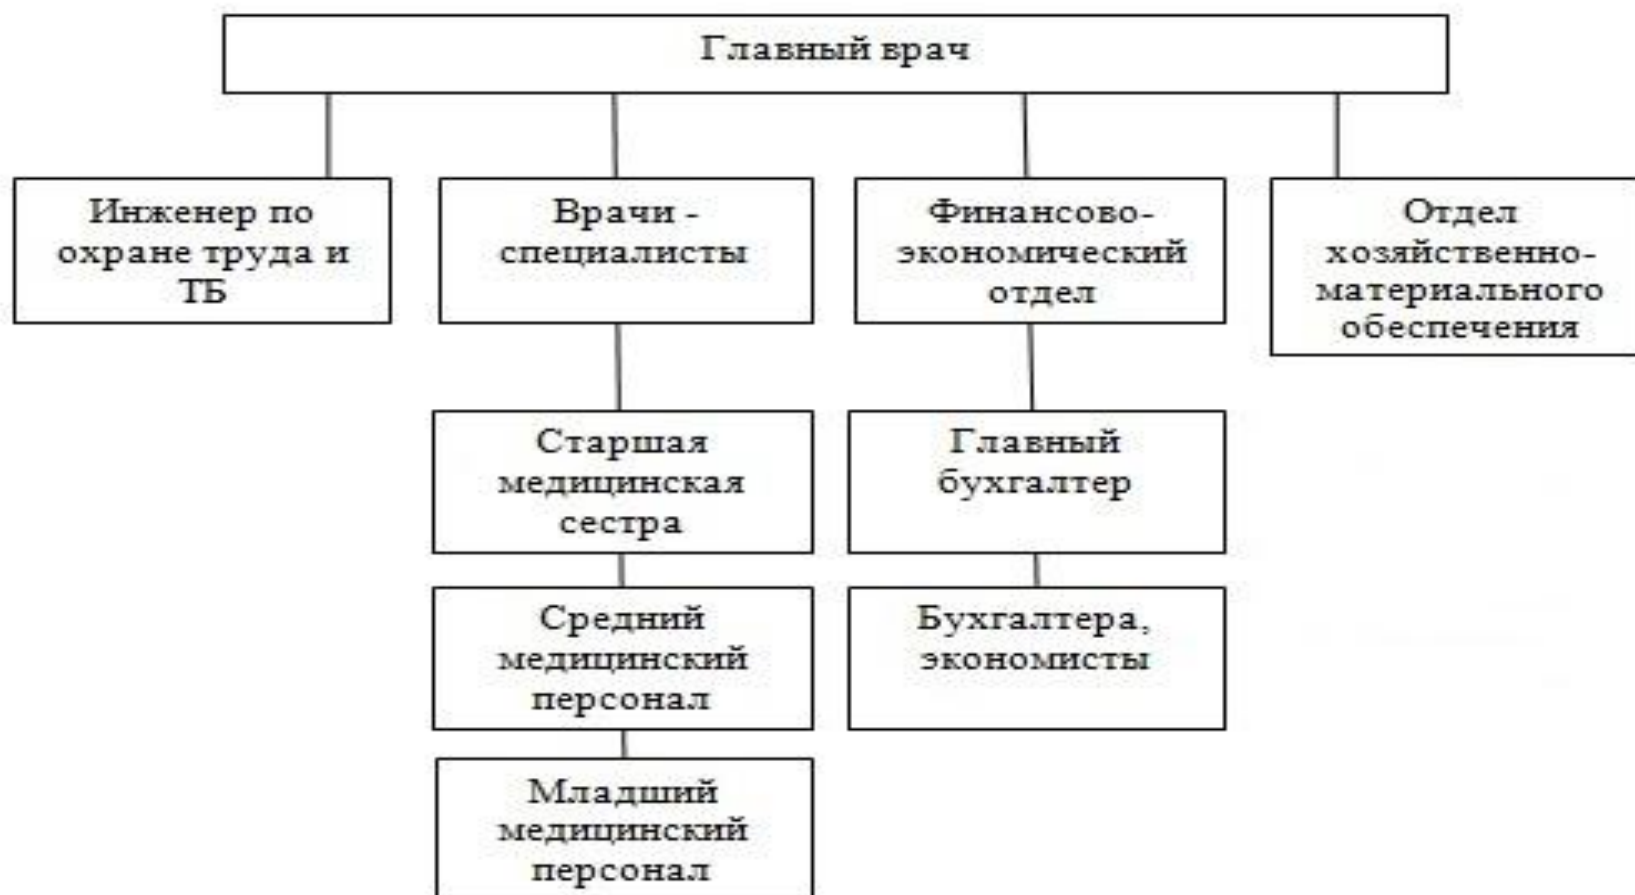 Главный врач
Инженер по
охране труда и
ТБ
Врачи -
специалисты
Финансово-
экономический
отдел
Отдел
хозяйственно-
материального
обеспечения
Старшая
медицинская
сестра
Главный
бухгалтер
Средний
медицинский
персонал
Бухгалтера,
экономисты
Младший
медицинский
персонал